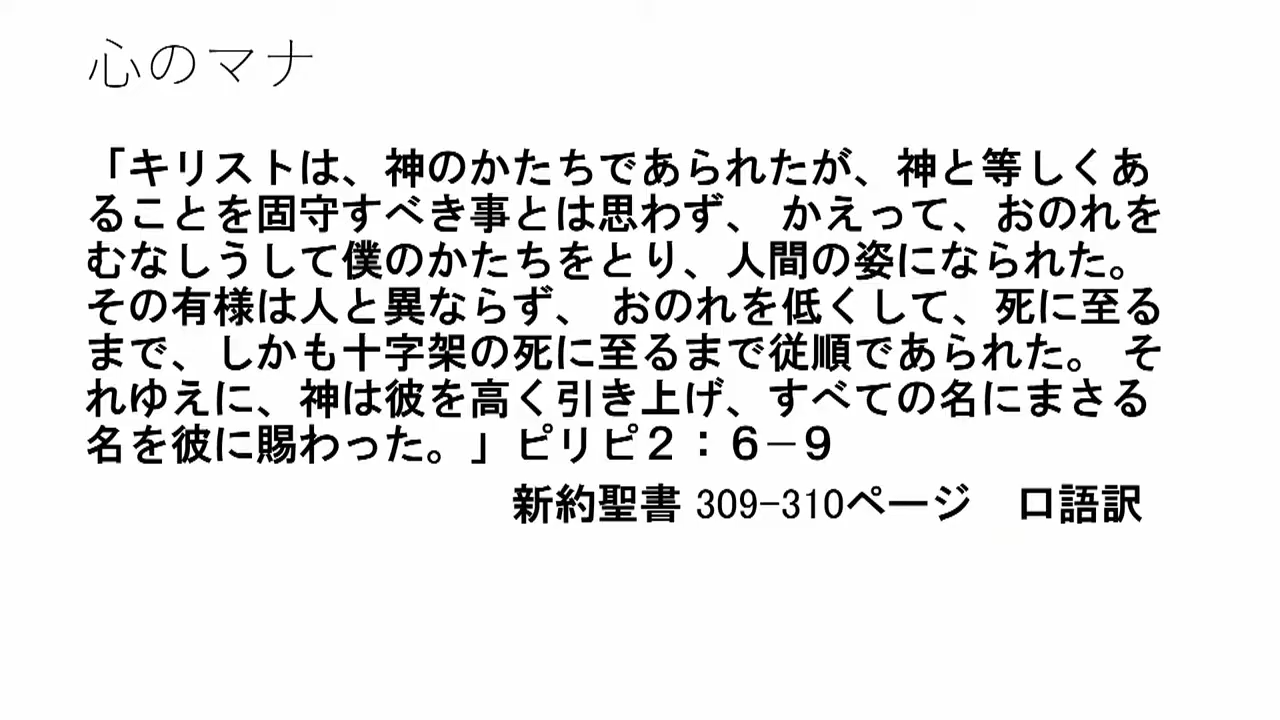 心のマナ
「キリストは、神のかたちであられたが、神と等しくあ
ることを固守すべき事とは思わず、 かえって、おのれを
むなしうして僕のかたちをとり、人間の姿になられた。
その有様は人と異ならず、 おのれを低くして、死に至る
まで、しかも十字架の死に至るまで従順であられた。 そ
れゆえに、神は彼を高く引き上げ、すべての名にまさる
名を彼に賜わった。」ピリピ２：６－９
新約聖書 309-310ページ　口語訳